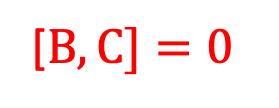 [B, C] = 0